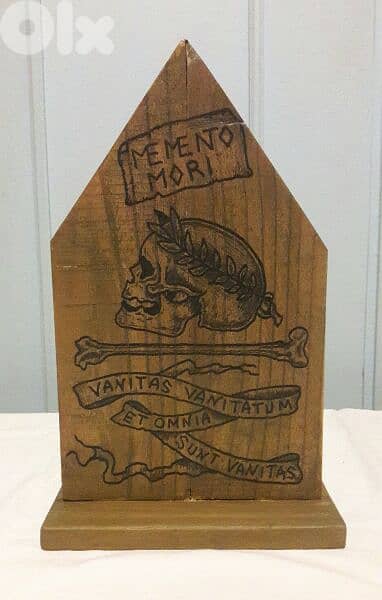 Olx
MEMENTO
MORI
VANITAS VANITATUM
ET OMNIA
SUNT VANITAS